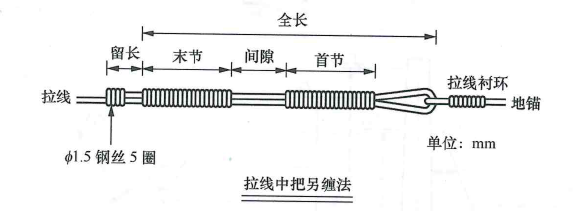 全长
留长 末节 间隙 首节
拉线衬环
拉线 地锚
ϕ1.5 钢丝 5 圈
单位：mm
拉线中把另缠法